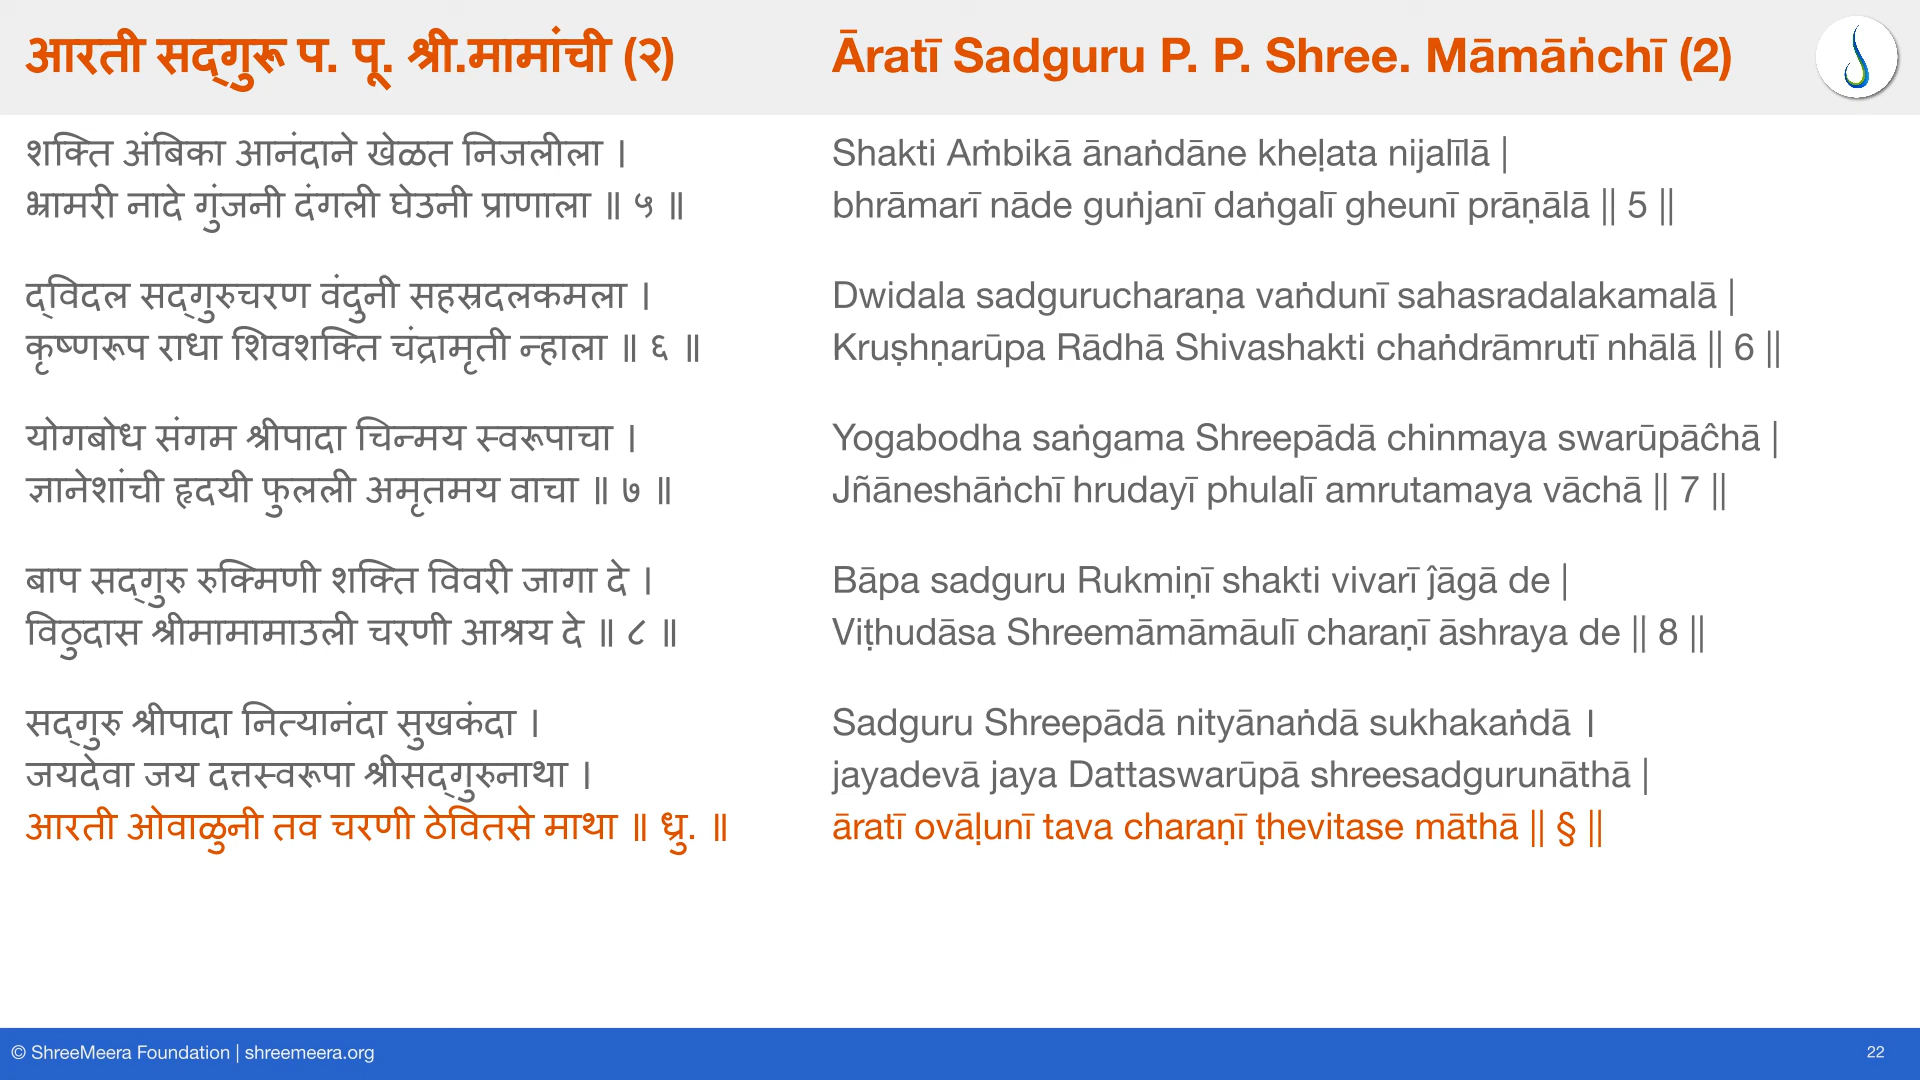 आरती सद्‌गुरू प. पू. श्री.मामांची (२)
शक्ति अंबिका आनंदाने खेळत निजलीला ।
भ्रामरी नादे गुंजनी दंगली घेउनी प्राणाला ॥ ५ ॥
द्‌विदल सद्‌गुरुचरण वंदुनी सहस्रदलकमला ।
कृष्णरूप राधा शिवशक्ति चंद्रामृती न्हाला ॥ ६ ॥
योगबोध संगम श्रीपादा चिन्मय स्वरूपाचा ।
ज्ञानेशांची हृदयी फुलली अमृतमय वाचा ॥ ७ ॥
बाप सद्‌गुरु रुक्मिणी शक्ति विवरी जागा दे ।
विठुदास श्रीमामामाउली चरणी आश्रय दे ॥ ८ ॥
सद्‌गुरु श्रीपादा नित्यानंदा सुखकंदा ।
जयदेवा जय दत्तस्वरूपा श्रीसद्‌गुरुनाथा ।
आरती ओवाळुनी तव चरणी ठेवितसे माथा ॥ ध्रु. ॥
Āratī Sadguru P. P. Shree. Māmāṅchī (2)
Shakti Aṁbikā ānaṅdāne kheḷata nijalīlā |
bhrāmarī nāde guṅjanī daṅgalī gheunī prāṇālā || 5 ||
Dwidala sadgurucharaṇa vaṅdunī sahasradalakamalā |
Kruṣhṇarūpa Rādhā Shivashakti chaṅdrāmrutī nhālā || 6 ||
Yogabodha saṅgama Shreepādā chinmaya swarūpāĉhā |
Jñāneshāṅchī hrudayī phulalī amrutamaya vāchā || 7 ||
Bāpa sadguru Rukmiṇī shakti vivarī ĵāgā de |
Viṭhudāsa Shreemāmāmāulī charaṇī āshraya de || 8 ||
Sadguru Shreepādā nityānaṅdā sukhakaṅdā ।
jayadevā jaya Dattaswarūpā shreesadgurunāthā |
āratī ovāḷunī tava charaṇī ṭhevitase māthā || § ||
© ShreeMeera Foundation | shreemeera.org
22